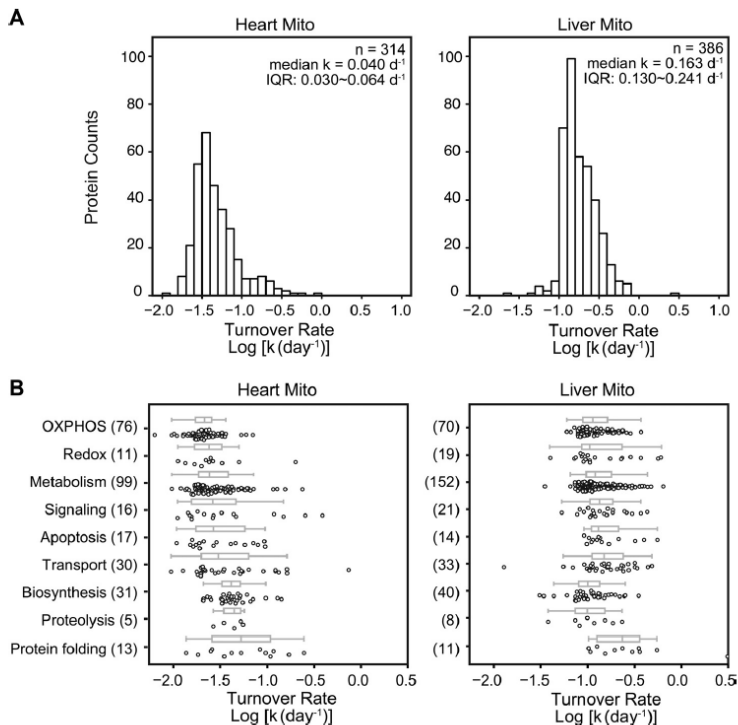 A
Heart Mito
n = 314
median k = 0.040 d⁻¹
IQR: 0.030~0.064 d⁻¹
Protein Counts
100
80
60
40
20
0
−2.0 −1.5 −1.0 −0.5 0.0 0.5 1.0
Turnover Rate
Log [k (day⁻¹)]
Liver Mito
n = 386
median k = 0.163 d⁻¹
IQR: 0.130~0.241 d⁻¹
100
80
60
40
20
0
−2.0 −1.5 −1.0 −0.5 0.0 0.5 1.0
Turnover Rate
Log [k (day⁻¹)]
B
Heart Mito
OXPHOS (76)
Redox (11)
Metabolism (99)
Signaling (16)
Apoptosis (17)
Transport (30)
Biosynthesis (31)
Proteolysis (5)
Protein folding (13)
−2.0 −1.5 −1.0 −0.5 0.0 0.5
Turnover Rate
Log [k (day⁻¹)]
Liver Mito
(70)
(19)
(152)
(21)
(14)
(33)
(40)
(8)
(11)
−2.0 −1.5 −1.0 −0.5 0.0 0.5
Turnover Rate
Log [k (day⁻¹)]